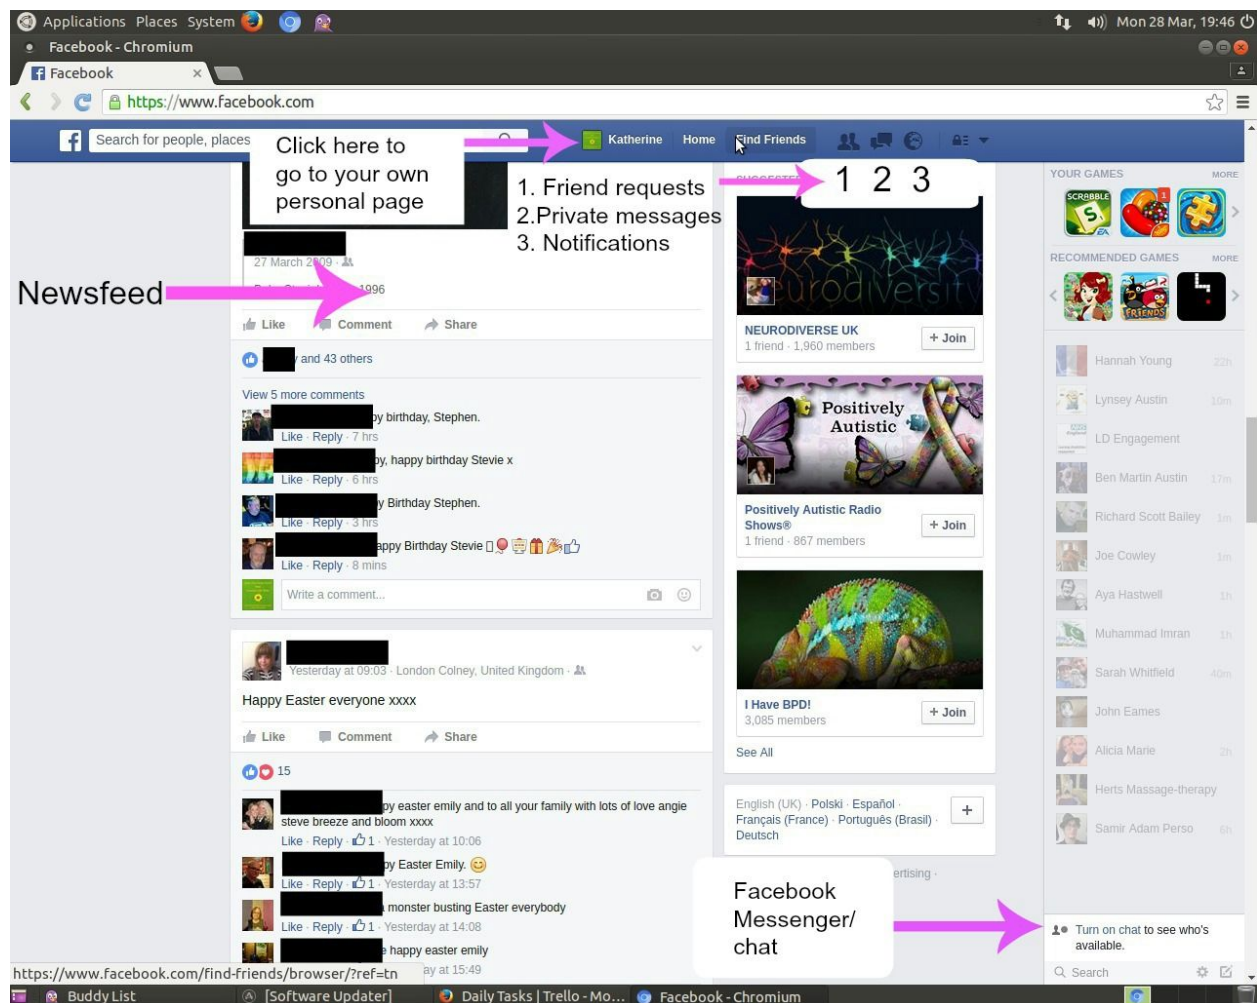 Applications Places System
Mon 28 Mar, 19:46
Facebook - Chromium
Facebook
https://www.facebook.com
Search for people, places
Katherine Home Find Friends
Click here to
go to your own
personal page
1. Friend requests
2.Private messages
3. Notifications
1 2 3
Newsfeed
27 March 2009
1996
Like Comment Share
and 43 others
View 5 more comments
py birthday, Stephen.
Like · Reply · 7 hrs
py, happy birthday Stevie x
Like · Reply · 6 hrs
y Birthday Stephen.
Like · Reply · 3 hrs
appy Birthday Stevie
Like · Reply · 8 mins
Write a comment...
Yesterday at 09:03 · London Colney, United Kingdom ·
Happy Easter everyone xxxx
Like Comment Share
15
py easter emily and to all your family with lots of love angie
steve breeze and bloom xxxx
Like · Reply · 1 · Yesterday at 10:06
py Easter Emily.
Like · Reply · 1 · Yesterday at 13:57
monster busting Easter everybody
Like · Reply · 1 · Yesterday at 14:08
happy easter emily
ay at 15:49
neurodiversity
NEURODIVERSE UK
1 friend · 1,960 members
+ Join
Positively
Autistic
Positively Autistic Radio
Shows®
1 friend · 867 members
+ Join
I Have BPD!
3,085 members
+ Join
See All
English (UK) · Polski · Español ·
Français (France) · Português (Brasil) ·
Deutsch
+
ertising ·
Facebook
Messenger/
chat
YOUR GAMES MORE
SCRABBLE
S
EA
1
RECOMMENDED GAMES MORE
FRIENDS
Hannah Young 22h
Lynsey Austin 10m
LD Engagement
Ben Martin Austin 17m
Richard Scott Bailey 1m
Joe Cowley 1m
Aya Hastwell 1h
Muhammad Imran 1h
Sarah Whitfield 40m
John Eames
Alicia Marie 2h
Herts Massage-therapy
Samir Adam Perso 6h
Turn on chat to see who's
available.
Search
https://www.facebook.com/find-friends/browser/?ref=tn
Buddy List
[Software Updater]
Daily Tasks | Trello - Mo...
Facebook - Chromium